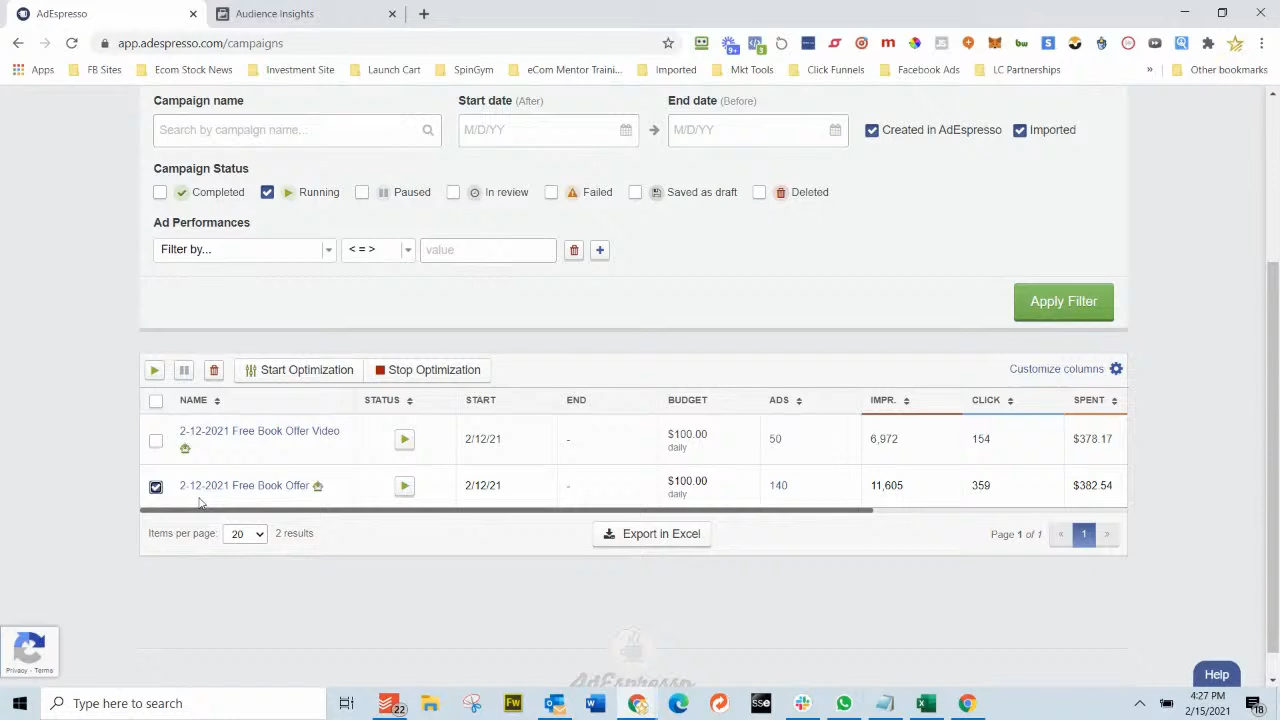 AdEspresso
Audience Insights
app.adespresso.com/campaigns
Apps
FB Sites
Ecom Stock News
Investment Site
Launch Cart
SpinGym
eCom Mentor Traini...
Imported
Mkt Tools
Click Funnels
Facebook Ads
LC Partnerships
»
Other bookmarks
Campaign name
Start date (After)
End date (Before)
Search by campaign name...
M/D/YY
M/D/YY
Created in AdEspresso
Imported
Campaign Status
Completed
Running
Paused
In review
Failed
Saved as draft
Deleted
Ad Performances
Filter by...
< = >
value
Apply Filter
Start Optimization
Stop Optimization
Customize columns
NAME
STATUS
START
END
BUDGET
ADS
IMPR.
CLICK
SPENT
2-12-2021 Free Book Offer Video
2/12/21
-
$100.00
daily
50
6,972
154
$378.17
2-12-2021 Free Book Offer
2/12/21
-
$100.00
daily
140
11,605
359
$382.54
Items per page:
20
2 results
Export in Excel
Page 1 of 1
«
1
»
Privacy - Terms
AdEspresso
Help
Type here to search
22
Fw
sse
4:27 PM
2/15/2021
18